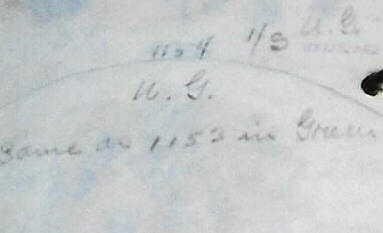 1154 1/3 U.G.
U.G.
Same as 1153 in Green